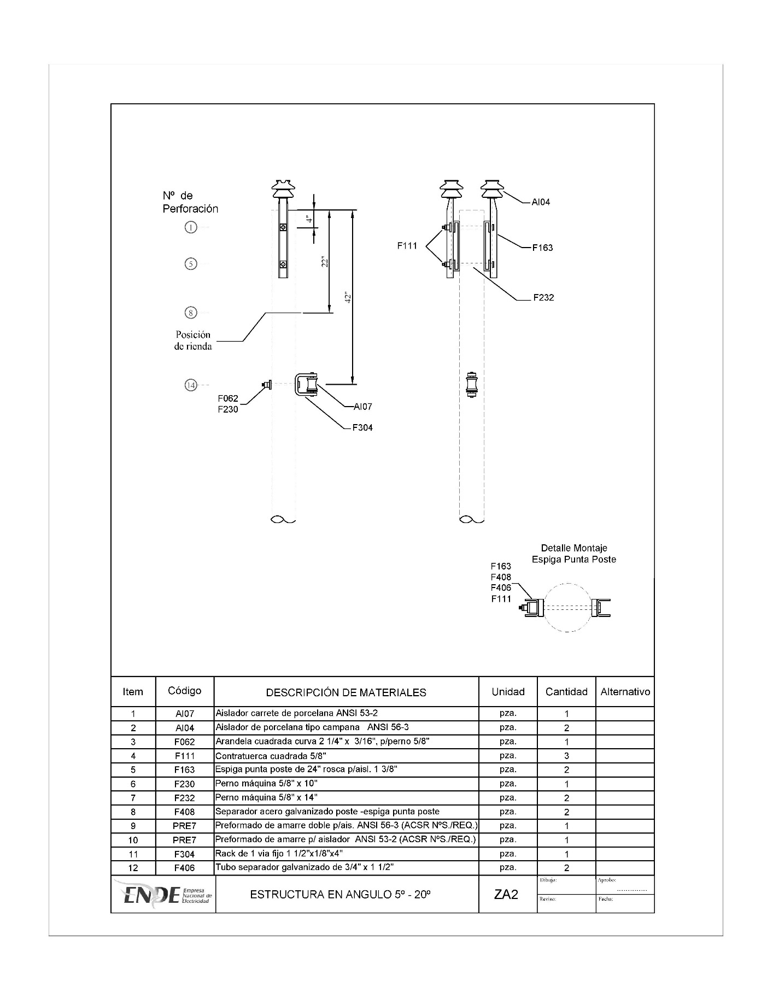 Nº de
Perforación
1
5
8
14
Posición
de rienda
4"
22"
42"
F062
F230
AI07
F304
AI04
F111
F163
F232
Detalle Montaje
Espiga Punta Poste
F163
F408
F406
F111
Item Código DESCRIPCIÓN DE MATERIALES Unidad Cantidad Alternativo
1 AI07 Aislador carrete de porcelana ANSI 53-2 pza. 1
2 AI04 Aislador de porcelana tipo campana ANSI 56-3 pza. 2
3 F062 Arandela cuadrada curva 2 1/4" x 3/16", p/perno 5/8" pza. 1
4 F111 Contratuerca cuadrada 5/8" pza. 3
5 F163 Espiga punta poste de 24" rosca p/aisl. 1 3/8" pza. 2
6 F230 Perno máquina 5/8" x 10" pza. 1
7 F232 Perno máquina 5/8" x 14" pza. 2
8 F408 Separador acero galvanizado poste -espiga punta poste pza. 2
9 PRE7 Preformado de amarre doble p/ais. ANSI 56-3 (ACSR NºS./REQ.) pza. 1
10 PRE7 Preformado de amarre p/ aislador ANSI 53-2 (ACSR NºS./REQ.) pza. 1
11 F304 Rack de 1 via fijo 1 1/2"x1/8"x4" pza. 1
12 F406 Tubo separador galvanizado de 3/4" x 1 1/2" pza. 2
ENDE Empresa
Nacional de
Electricidad
ESTRUCTURA EN ANGULO 5º - 20º
ZA2
Dibujo: Aprobo:
..............
Reviso: Fecha: